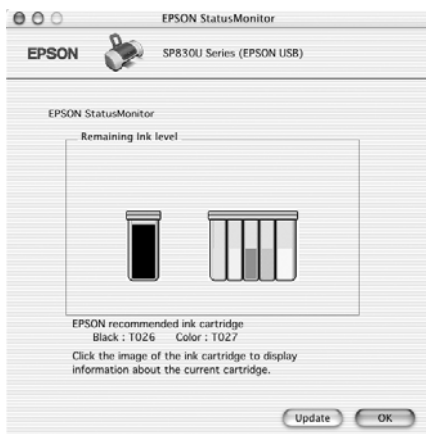 EPSON StatusMonitor
EPSON
SP830U Series (EPSON USB)
EPSON StatusMonitor
Remaining Ink level
EPSON recommended ink cartridge
Black : T026 Color : T027
Click the image of the ink cartridge to display
information about the current cartridge.
Update OK